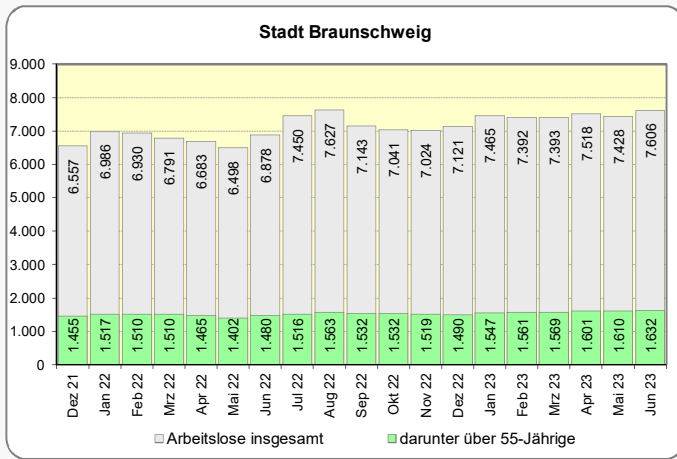 Stadt Braunschweig
9.000
8.000
7.000
6.000
5.000
4.000
3.000
2.000
1.000
0
6.557
6.986
6.930
6.791
6.683
6.498
6.878
7.450
7.627
7.143
7.041
7.024
7.121
7.465
7.392
7.393
7.518
7.428
7.606
1.455
1.517
1.510
1.510
1.465
1.402
1.480
1.516
1.563
1.532
1.532
1.519
1.490
1.547
1.561
1.569
1.601
1.610
1.632
Dez 21
Jan 22
Feb 22
Mrz 22
Apr 22
Mai 22
Jun 22
Jul 22
Aug 22
Sep 22
Okt 22
Nov 22
Dez 22
Jan 23
Feb 23
Mrz 23
Apr 23
Mai 23
Jun 23
Arbeitslose insgesamt
darunter über 55-Jährige